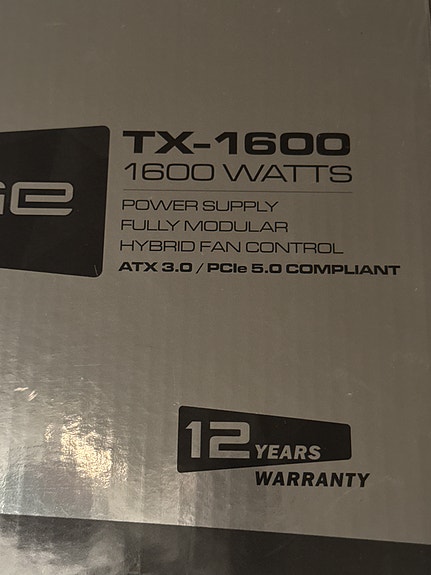 TX-1600
1600 WATTS
POWER SUPPLY
FULLY MODULAR
HYBRID FAN CONTROL
ATX 3.0 / PCIe 5.0 COMPLIANT
12 YEARS
WARRANTY